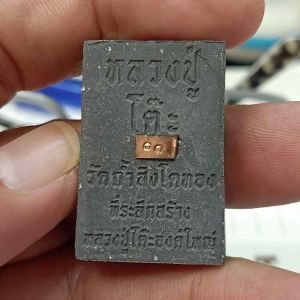 หลวงปู่
โต๊ะ
๑๑
วัดถ้ำสิงโตทอง
ที่ระลึกสร้าง
หลวงปู่โต๊ะองค์ใหญ่